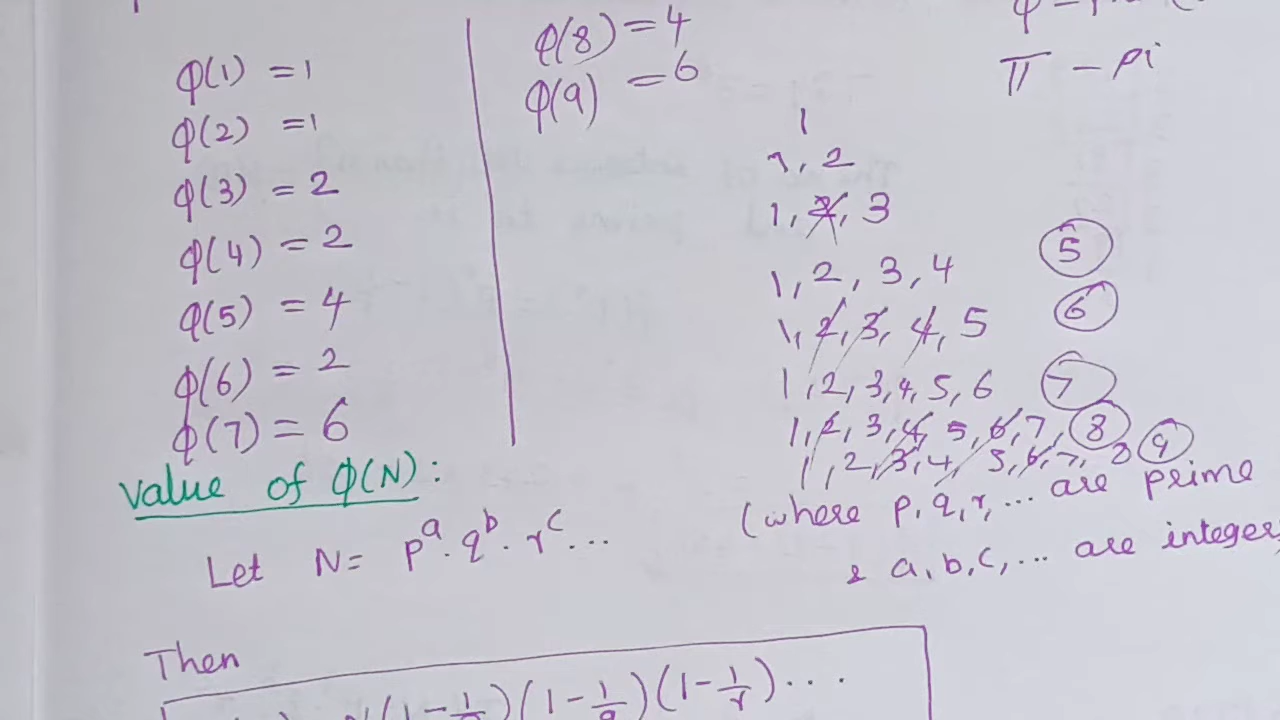 φ(1) = 1
φ(2) = 1
φ(3) = 2
φ(4) = 2
φ(5) = 4
φ(6) = 2
φ(7) = 6
φ(8) = 4
φ(9) = 6
π - pi
1
1, 2
1, 2, 3
1, 2, 3, 4 5
1, 2, 3, 4, 5 6
1, 2, 3, 4, 5, 6 7
1, 2, 3, 4, 5, 6, 7, 8
1, 2, 3, 4, 5, 6, 7, 8 9
value of φ(N):
Let N = p^a . q^b . r^c ...
(where p, q, r, ... are prime
& a, b, c, ... are integers
Then
N(1 - 1/p)(1 - 1/q)(1 - 1/r) ...